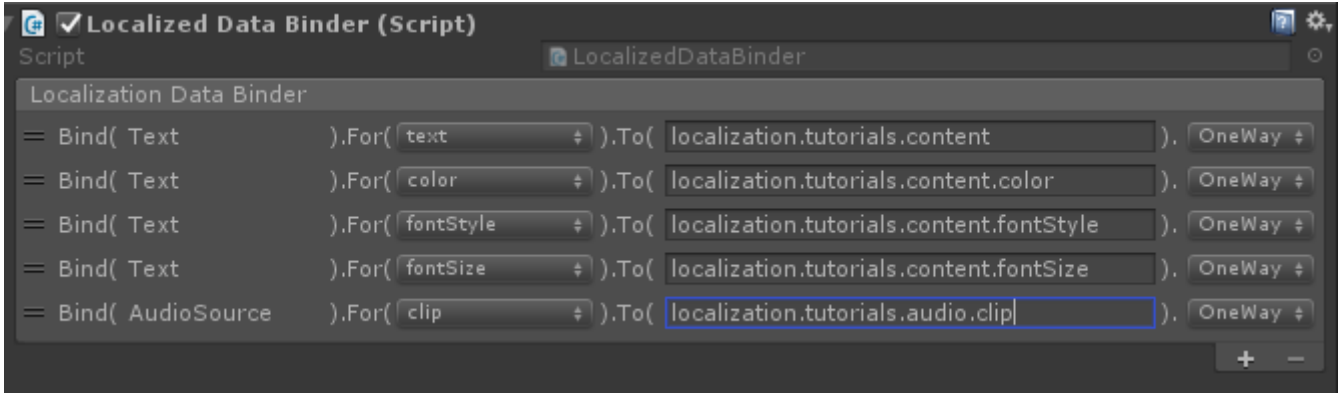 Localized Data Binder (Script)
Script LocalizedDataBinder
Localization Data Binder
= Bind( Text ).For( text ).To( localization.tutorials.content ). OneWay
= Bind( Text ).For( color ).To( localization.tutorials.content.color ). OneWay
= Bind( Text ).For( fontStyle ).To( localization.tutorials.content.fontStyle ). OneWay
= Bind( Text ).For( fontSize ).To( localization.tutorials.content.fontSize ). OneWay
= Bind( AudioSource ).For( clip ).To( localization.tutorials.audio.clip ). OneWay
+ −